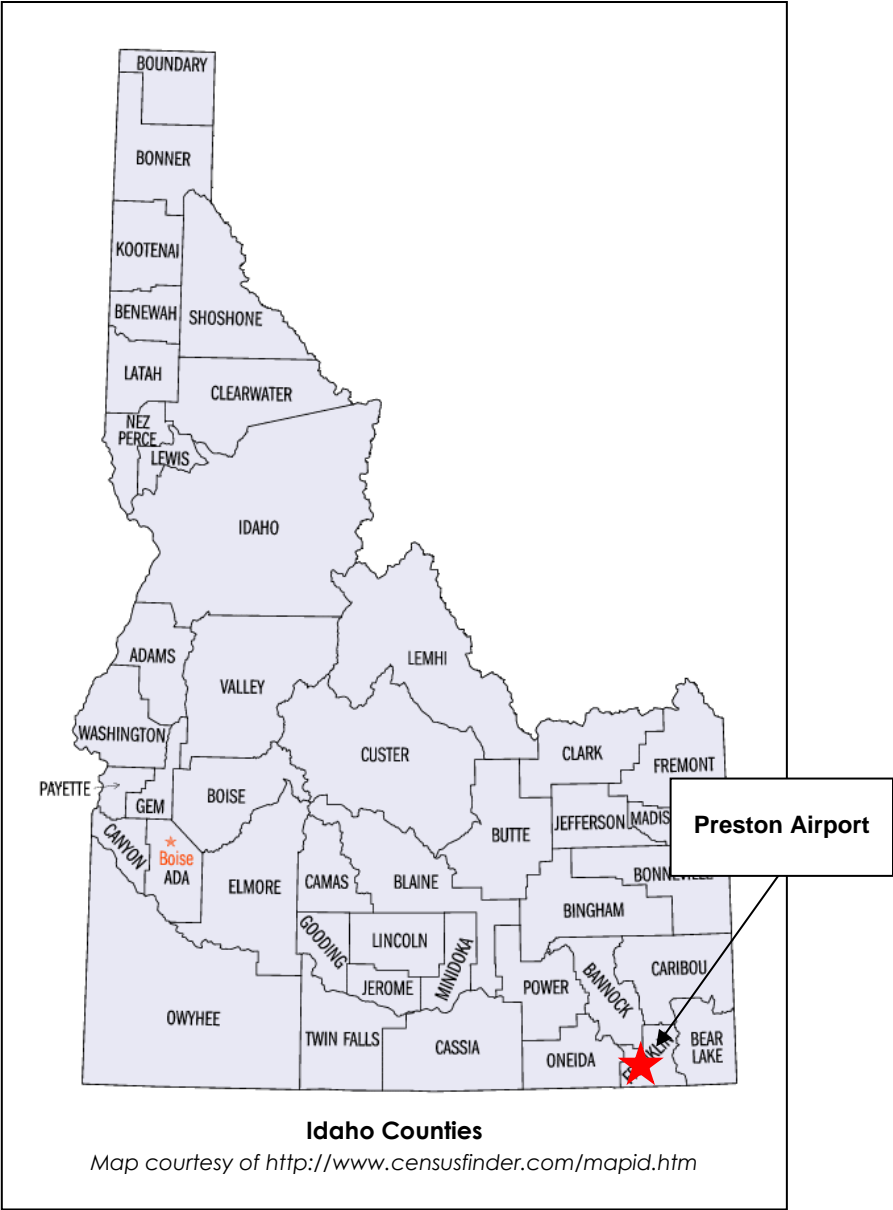 BOUNDARY
BONNER
KOOTENAI
BENEWAH
SHOSHONE
LATAH
CLEARWATER
NEZ
PERCE
LEWIS
IDAHO
ADAMS
VALLEY
LEMHI
WASHINGTON
CUSTER
CLARK
FREMONT
PAYETTE
GEM
BOISE
BUTTE
JEFFERSON
MADIS
Preston Airport
CANYON
Boise
ADA
ELMORE
CAMAS
BLAINE
BONNEVILLE
BINGHAM
GOODING
LINCOLN
MINIDOKA
JEROME
POWER
BANNOCK
CARIBOU
OWYHEE
TWIN FALLS
CASSIA
ONEIDA
BEAR
LAKE
Idaho Counties
Map courtesy of http://www.censusfinder.com/mapid.htm